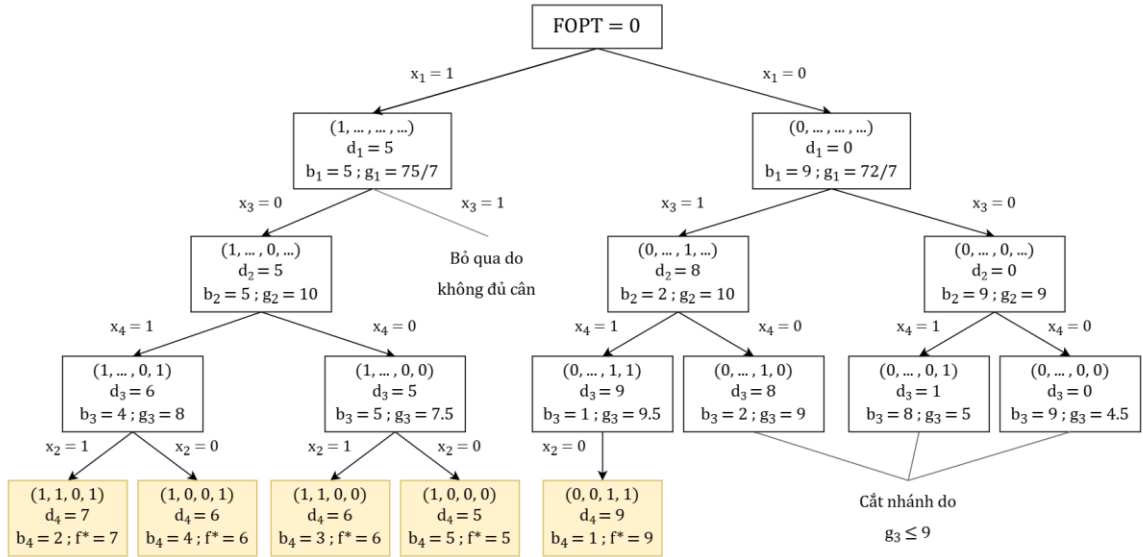 FOPT = 0
x₁ = 1
x₁ = 0
(1, ... , ... , ...)
d₁ = 5
b₁ = 5 ; g₁ = 75/7
(0, ... , ... , ...)
d₁ = 0
b₁ = 9 ; g₁ = 72/7
x₃ = 0
x₃ = 1
x₃ = 1
x₃ = 0
(1, ... , 0, ...)
d₂ = 5
b₂ = 5 ; g₂ = 10
Bỏ qua do
không đủ cân
(0, ... , 1, ...)
d₂ = 8
b₂ = 2 ; g₂ = 10
(0, ... , 0, ...)
d₂ = 0
b₂ = 9 ; g₂ = 9
x₄ = 1
x₄ = 0
x₄ = 1
x₄ = 0
x₄ = 1
x₄ = 0
(1, ... , 0, 1)
d₃ = 6
b₃ = 4 ; g₃ = 8
(1, ... , 0, 0)
d₃ = 5
b₃ = 5 ; g₃ = 7.5
(0, ... , 1, 1)
d₃ = 9
b₃ = 1 ; g₃ = 9.5
(0, ... , 1, 0)
d₃ = 8
b₃ = 2 ; g₃ = 9
(0, ... , 0, 1)
d₃ = 1
b₃ = 8 ; g₃ = 5
(0, ... , 0, 0)
d₃ = 0
b₃ = 9 ; g₃ = 4.5
x₂ = 1
x₂ = 0
x₂ = 1
x₂ = 0
x₂ = 0
(1, 1, 0, 1)
d₄ = 7
b₄ = 2 ; f* = 7
(1, 0, 0, 1)
d₄ = 6
b₄ = 4 ; f* = 6
(1, 1, 0, 0)
d₄ = 6
b₄ = 3 ; f* = 6
(1, 0, 0, 0)
d₄ = 5
b₄ = 5 ; f* = 5
(0, 0, 1, 1)
d₄ = 9
b₄ = 1 ; f* = 9
Cắt nhánh do
g₃ ≤ 9